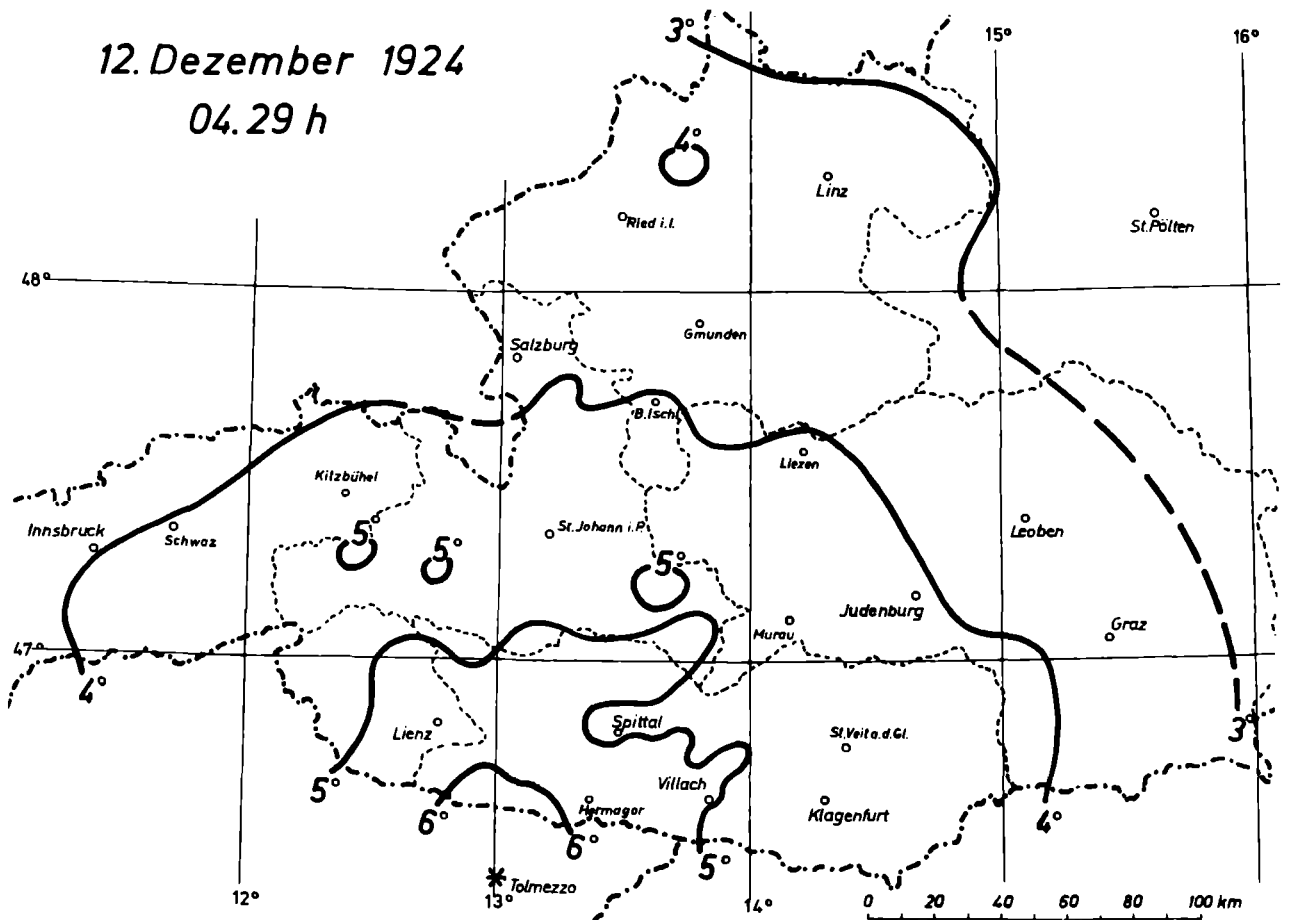 12. Dezember 1924
04.29 h
3°
15°
16°
4°
Linz
Ried i.I.
St.Pölten
48°
Gmunden
Salzburg
B.Ischl
Liezen
Kitzbühel
Innsbruck
Schwaz
5°
5°
St. Johann i.P.
5°
Leoben
Judenburg
Murau
Graz
47°
4°
Lienz
Spittal
St.Veit a.d.Gl.
3°
5°
Villach
6°
Hermagor
Klagenfurt
4°
6°
5°
Tolmezzo
12°
13°
14°
0 20 40 60 80 100 km